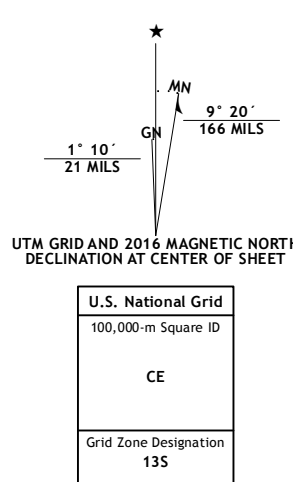 ★
MN
GN
9° 20´
166 MILS
1° 10´
21 MILS
UTM GRID AND 2016 MAGNETIC NORTH
DECLINATION AT CENTER OF SHEET
U.S. National Grid
100,000-m Square ID
CE
Grid Zone Designation
13S